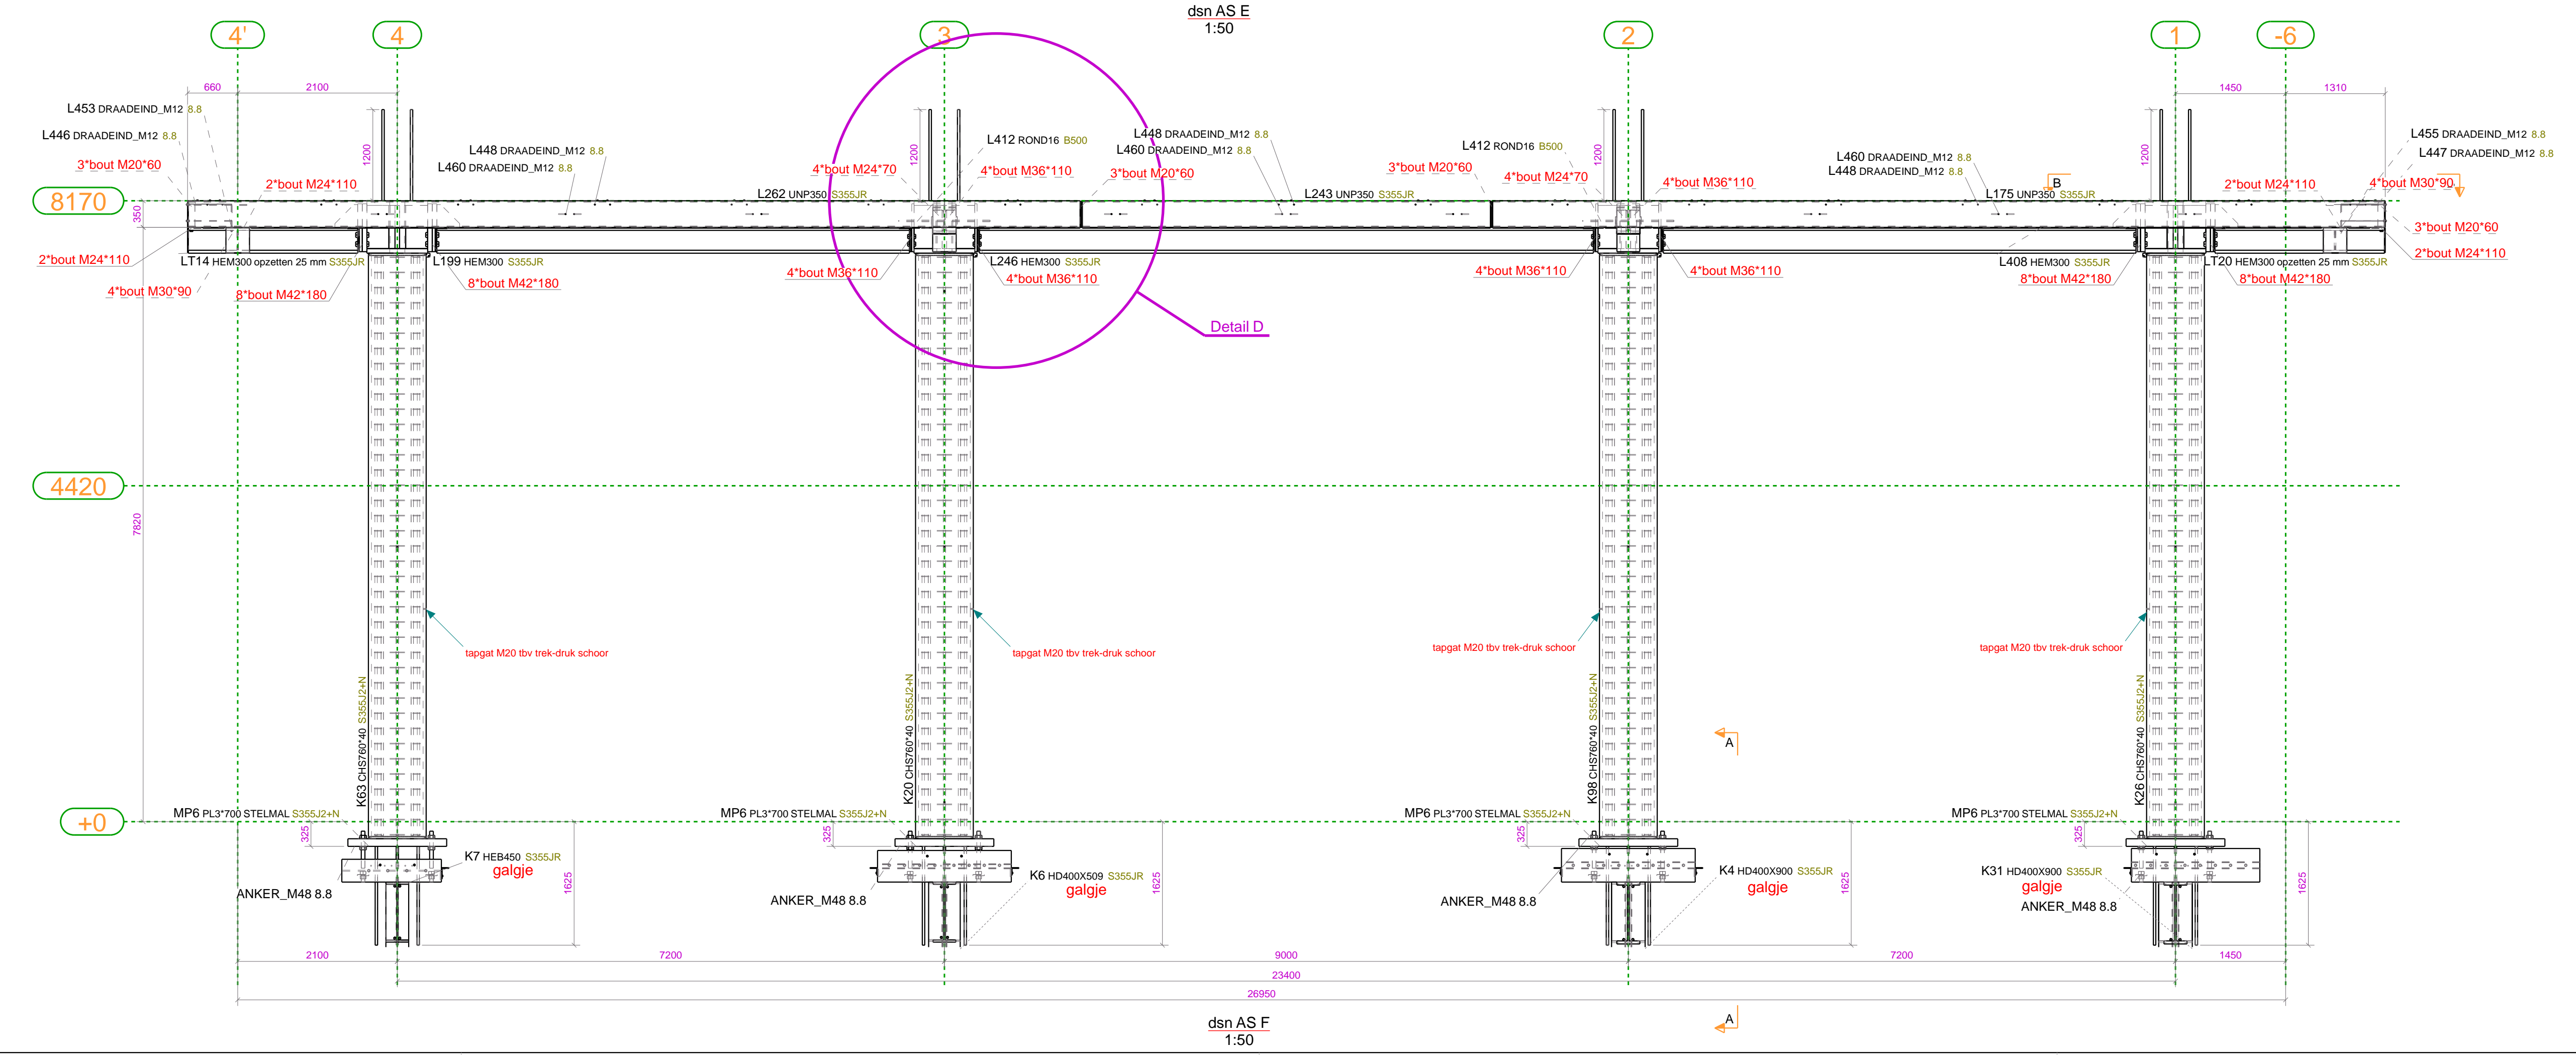 dsn AS E
1:50
4'
4
3
2
1
-6
660
2100
1450
1310
L453 DRAADEIND_M12 8.8
L446 DRAADEIND_M12 8.8
3*bout M20*60
2*bout M24*110
1200
L448 DRAADEIND_M12 8.8
L460 DRAADEIND_M12 8.8
4*bout M24*70
1200
L412 ROND16 B500
4*bout M36*110
L448 DRAADEIND_M12 8.8
L460 DRAADEIND_M12 8.8
3*bout M20*60
L412 ROND16 B500
3*bout M20*60
4*bout M24*70
1200
4*bout M36*110
L460 DRAADEIND_M12 8.8
L448 DRAADEIND_M12 8.8
B
1200
2*bout M24*110
L455 DRAADEIND_M12 8.8
L447 DRAADEIND_M12 8.8
4*bout M30*90
3*bout M20*60
2*bout M24*110
8170
350
L262 UNP350 S355JR
L243 UNP350 S355JR
L175 UNP350 S355JR
2*bout M24*110
LT14 HEM300 opzetten 25 mm S355JR
4*bout M30*90
8*bout M42*180
L199 HEM300 S355JR
8*bout M42*180
4*bout M36*110
L246 HEM300 S355JR
4*bout M36*110
4*bout M36*110
4*bout M36*110
L408 HEM300 S355JR
8*bout M42*180
LT20 HEM300 opzetten 25 mm S355JR
8*bout M42*180
Detail D
4420
7820
tapgat M20 tbv trek-druk schoor
tapgat M20 tbv trek-druk schoor
tapgat M20 tbv trek-druk schoor
tapgat M20 tbv trek-druk schoor
K63 CHS760*40 S355J2+N
K20 CHS760*40 S355J2+N
K98 CHS760*40 S355J2+N
K26 CHS760*40 S355J2+N
A
+0
MP6 PL3*700 STELMAL S355J2+N
MP6 PL3*700 STELMAL S355J2+N
MP6 PL3*700 STELMAL S355J2+N
MP6 PL3*700 STELMAL S355J2+N
325
325
325
325
K7 HEB450 S355JR
galgje
ANKER_M48 8.8
1625
K6 HD400X509 S355JR
galgje
ANKER_M48 8.8
1625
K4 HD400X900 S355JR
galgje
ANKER_M48 8.8
1625
K31 HD400X900 S355JR
galgje
ANKER_M48 8.8
1625
2100
7200
9000
7200
1450
23400
26950
A
dsn AS F
1:50